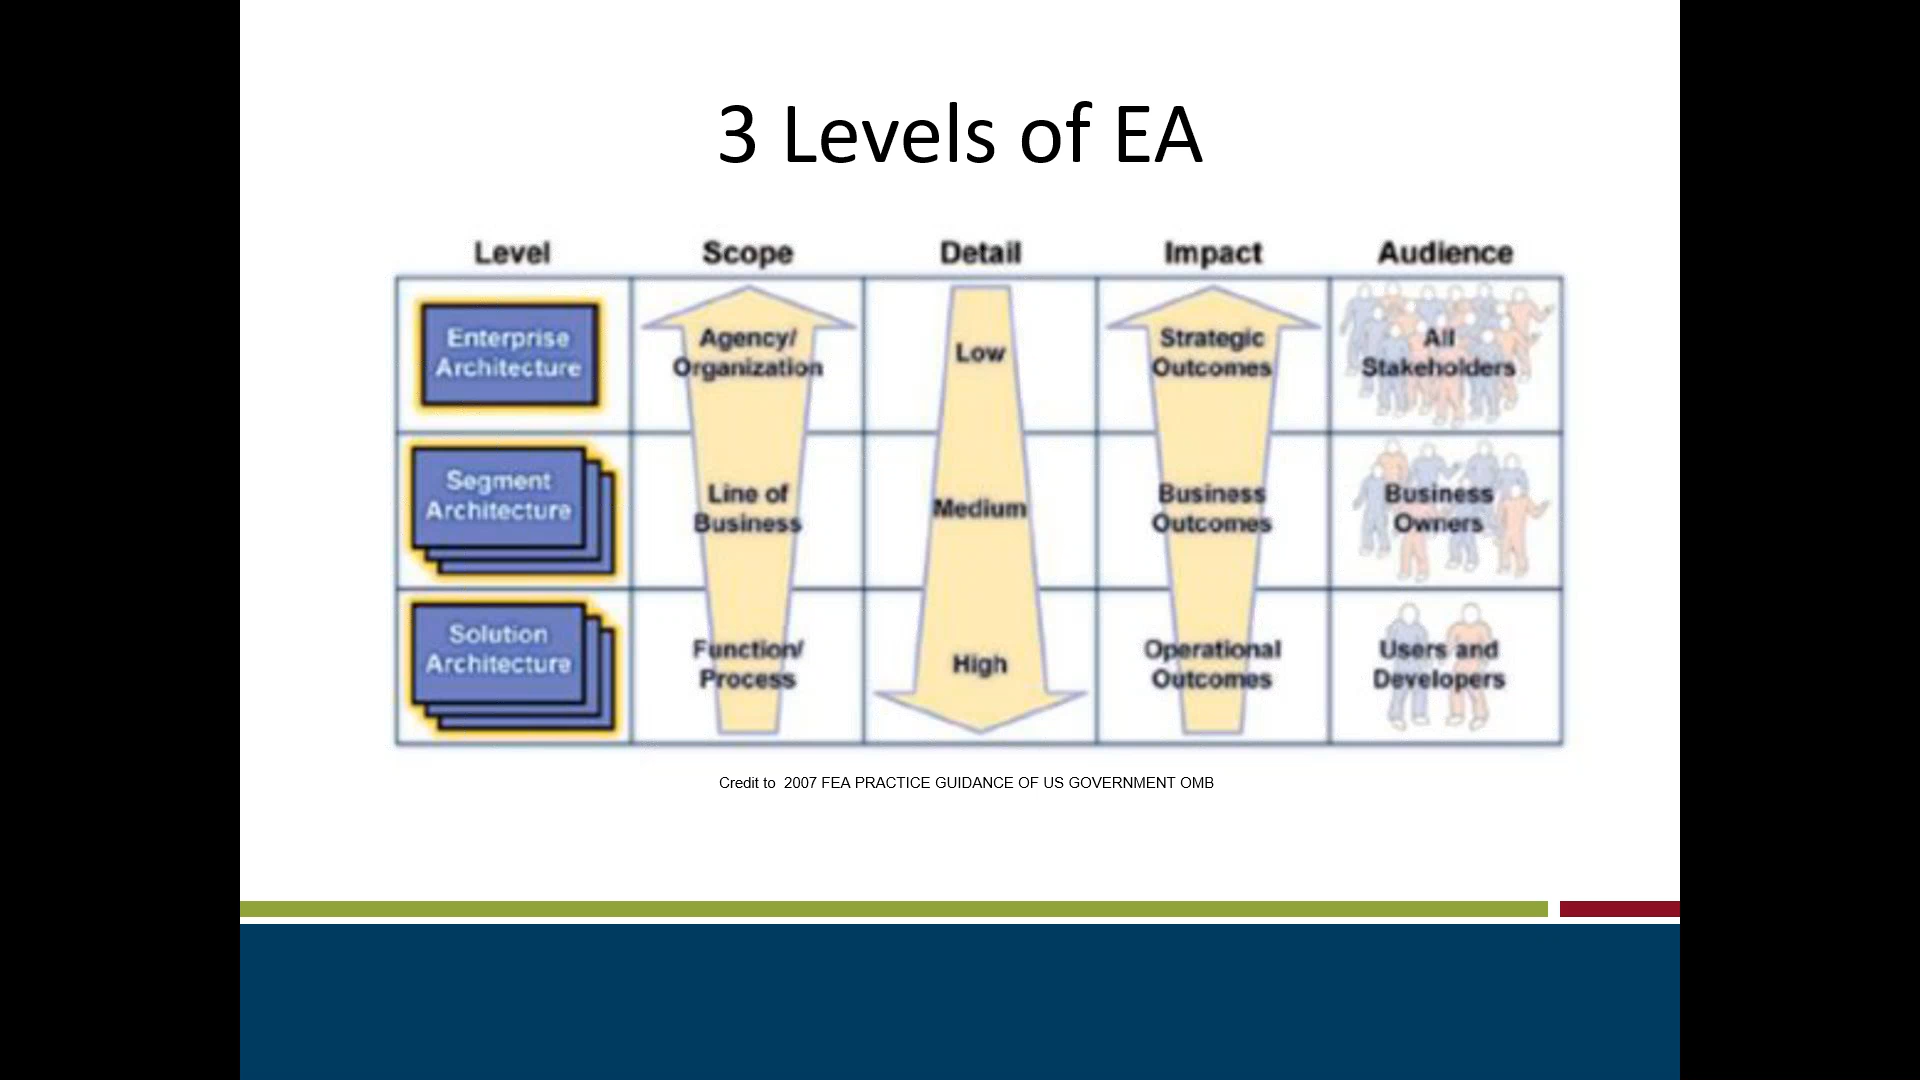 3 Levels of EA
Level Scope Detail Impact Audience
Enterprise
Architecture
Agency/
Organization
Low
Strategic
Outcomes
All
Stakeholders
Segment
Architecture
Line of
Business
Medium
Business
Outcomes
Business
Owners
Solution
Architecture
Function/
Process
High
Operational
Outcomes
Users and
Developers
Credit to 2007 FEA PRACTICE GUIDANCE OF US GOVERNMENT OMB